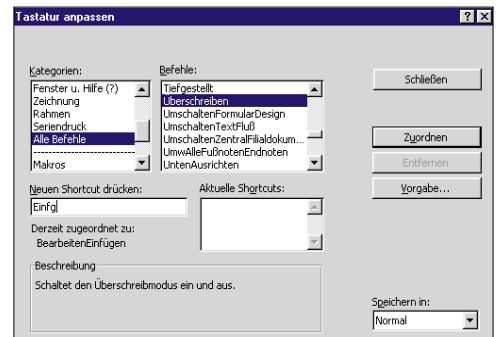 Tastatur anpassen
Kategorien:
Fenster u. Hilfe (?)
Zeichnung
Rahmen
Seriendruck
Alle Befehle
--------------------------
Makros
Befehle:
Tiefgestellt
Überschreiben
UmschaltenFormularDesign
UmschaltenTextFluß
UmschaltenZentralFilialdokum...
UmwAlleFußnotenEndnoten
UntenAusrichten
Schließen
Zuordnen
Entfernen
Vorgabe...
Neuen Shortcut drücken:
Einfg
Aktuelle Shortcuts:
Derzeit zugeordnet zu:
BearbeitenEinfügen
Beschreibung
Schaltet den Überschreibmodus ein und aus.
Speichern in:
Normal